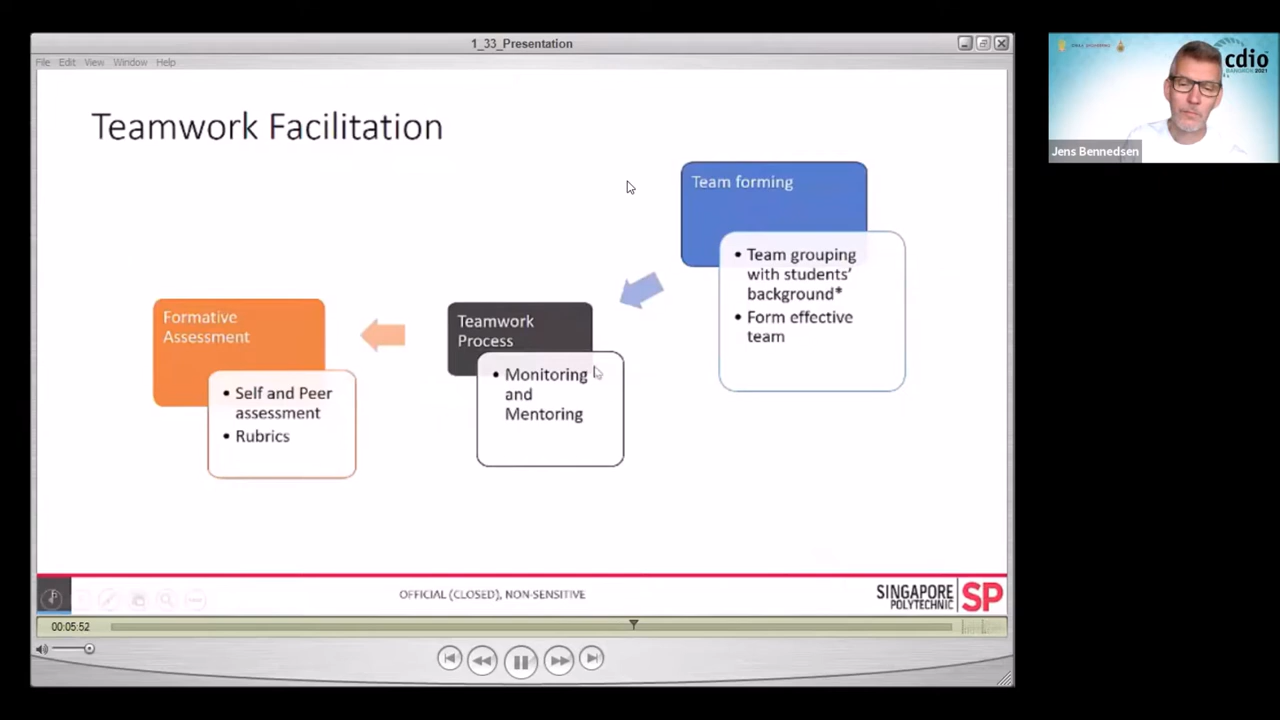 1_33_Presentation
File Edit View Window Help
Teamwork Facilitation
Team forming
• Team grouping
with students'
background*
• Form effective
team
Teamwork
Process
• Monitoring
and
Mentoring
Formative
Assessment
• Self and Peer
assessment
• Rubrics
OFFICIAL (CLOSED), NON-SENSITIVE
SINGAPORE
POLYTECHNIC
SP
00:05:52
cdio
BANGKOK 2021
Jens Bennedsen